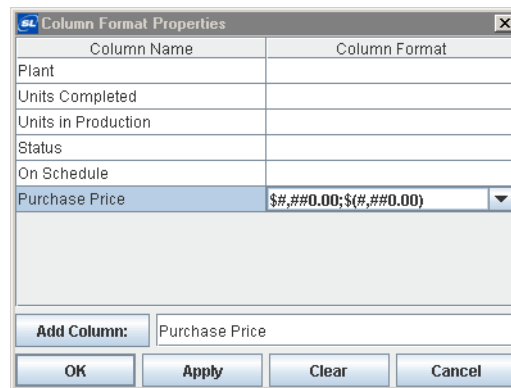 SL Column Format Properties
Column Name Column Format
Plant
Units Completed
Units in Production
Status
On Schedule
Purchase Price $#,##0.00;$(#,##0.00)
Add Column: Purchase Price
OK Apply Clear Cancel